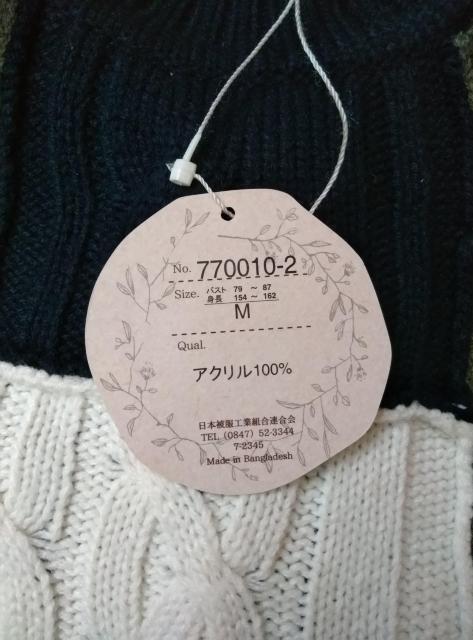 No. 770010-2
Size. バスト 79 ～ 87
身長 154 ～ 162
M
Qual.
アクリル100%
日本被服工業組合連合会
TEL (0847) 52-3344
7-2345
Made in Bangladesh